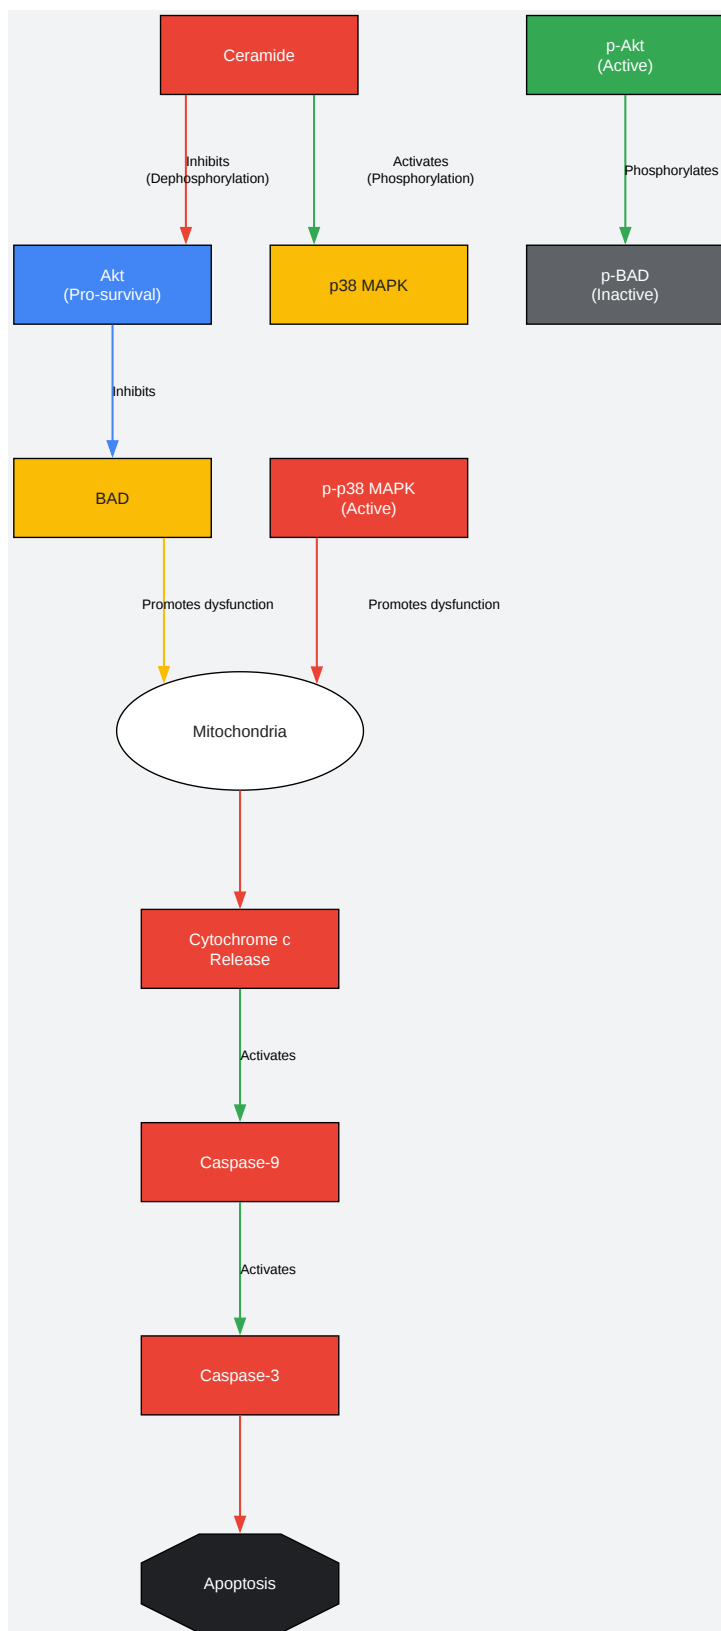 Ceramide
p-Akt
(Active)
Inhibits
(Dephosphorylation)
Activates
(Phosphorylation)
Phosphorylates
Akt
(Pro-survival)
p38 MAPK
p-BAD
(Inactive)
Inhibits
BAD
p-p38 MAPK
(Active)
Promotes dysfunction
Promotes dysfunction
Mitochondria
Cytochrome c
Release
Activates
Caspase-9
Activates
Caspase-3
Apoptosis